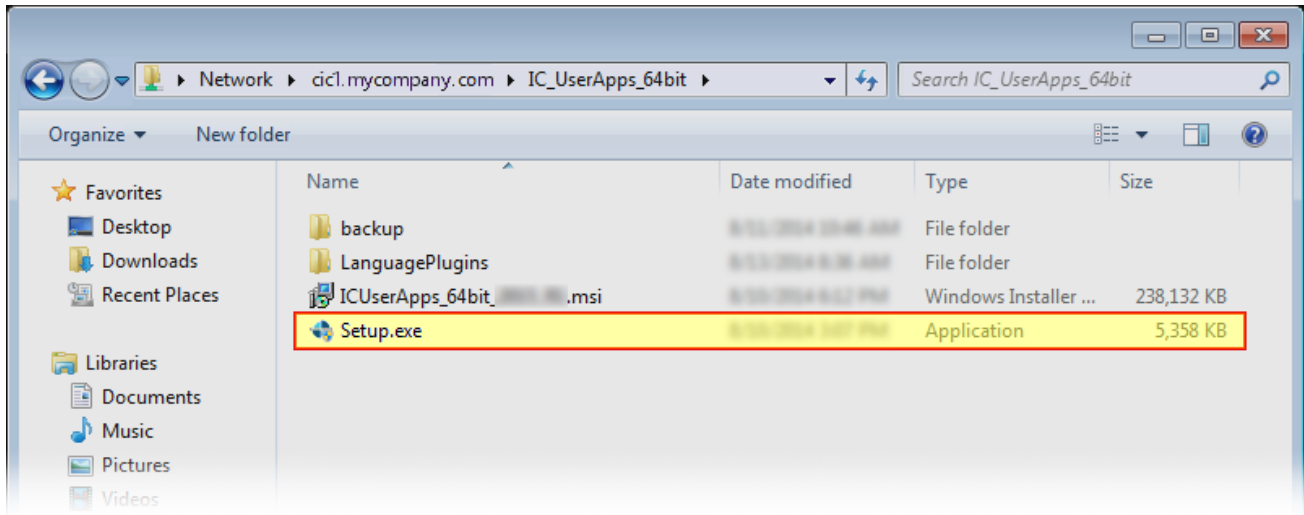 Network cic1.mycompany.com IC_UserApps_64bit Search IC_UserApps_64bit
Organize New folder
Name Date modified Type Size
Favorites
Desktop
Downloads
Recent Places
Libraries
Documents
Music
Pictures
Videos
backup File folder
LanguagePlugins File folder
ICUserApps_64bit_ .msi Windows Installer ... 238,132 KB
Setup.exe Application 5,358 KB